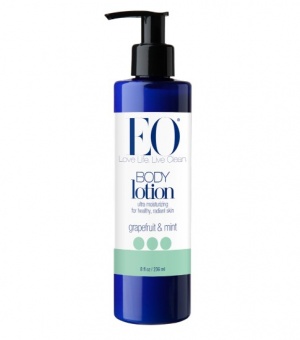 EO®
Love Life. Live Clean
BODY
lotion
ultra moisturizing
for healthy, radiant skin
grapefruit & mint
8 fl oz / 236 ml